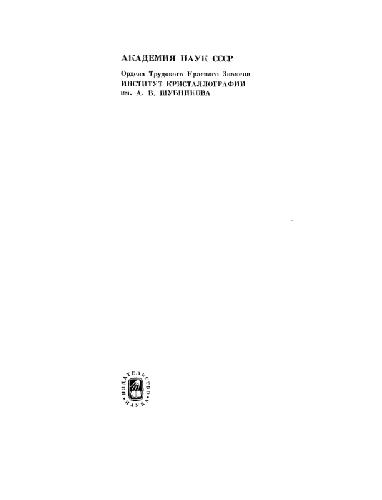 АКАДЕМИЯ НАУК СССР
Ордена Трудового Красного Знамени
ИНСТИТУТ КРИСТАЛЛОГРАФИИ
им. А. В. ШУБНИКОВА
ИЗДАТЕЛЬСТВО
НАУКА